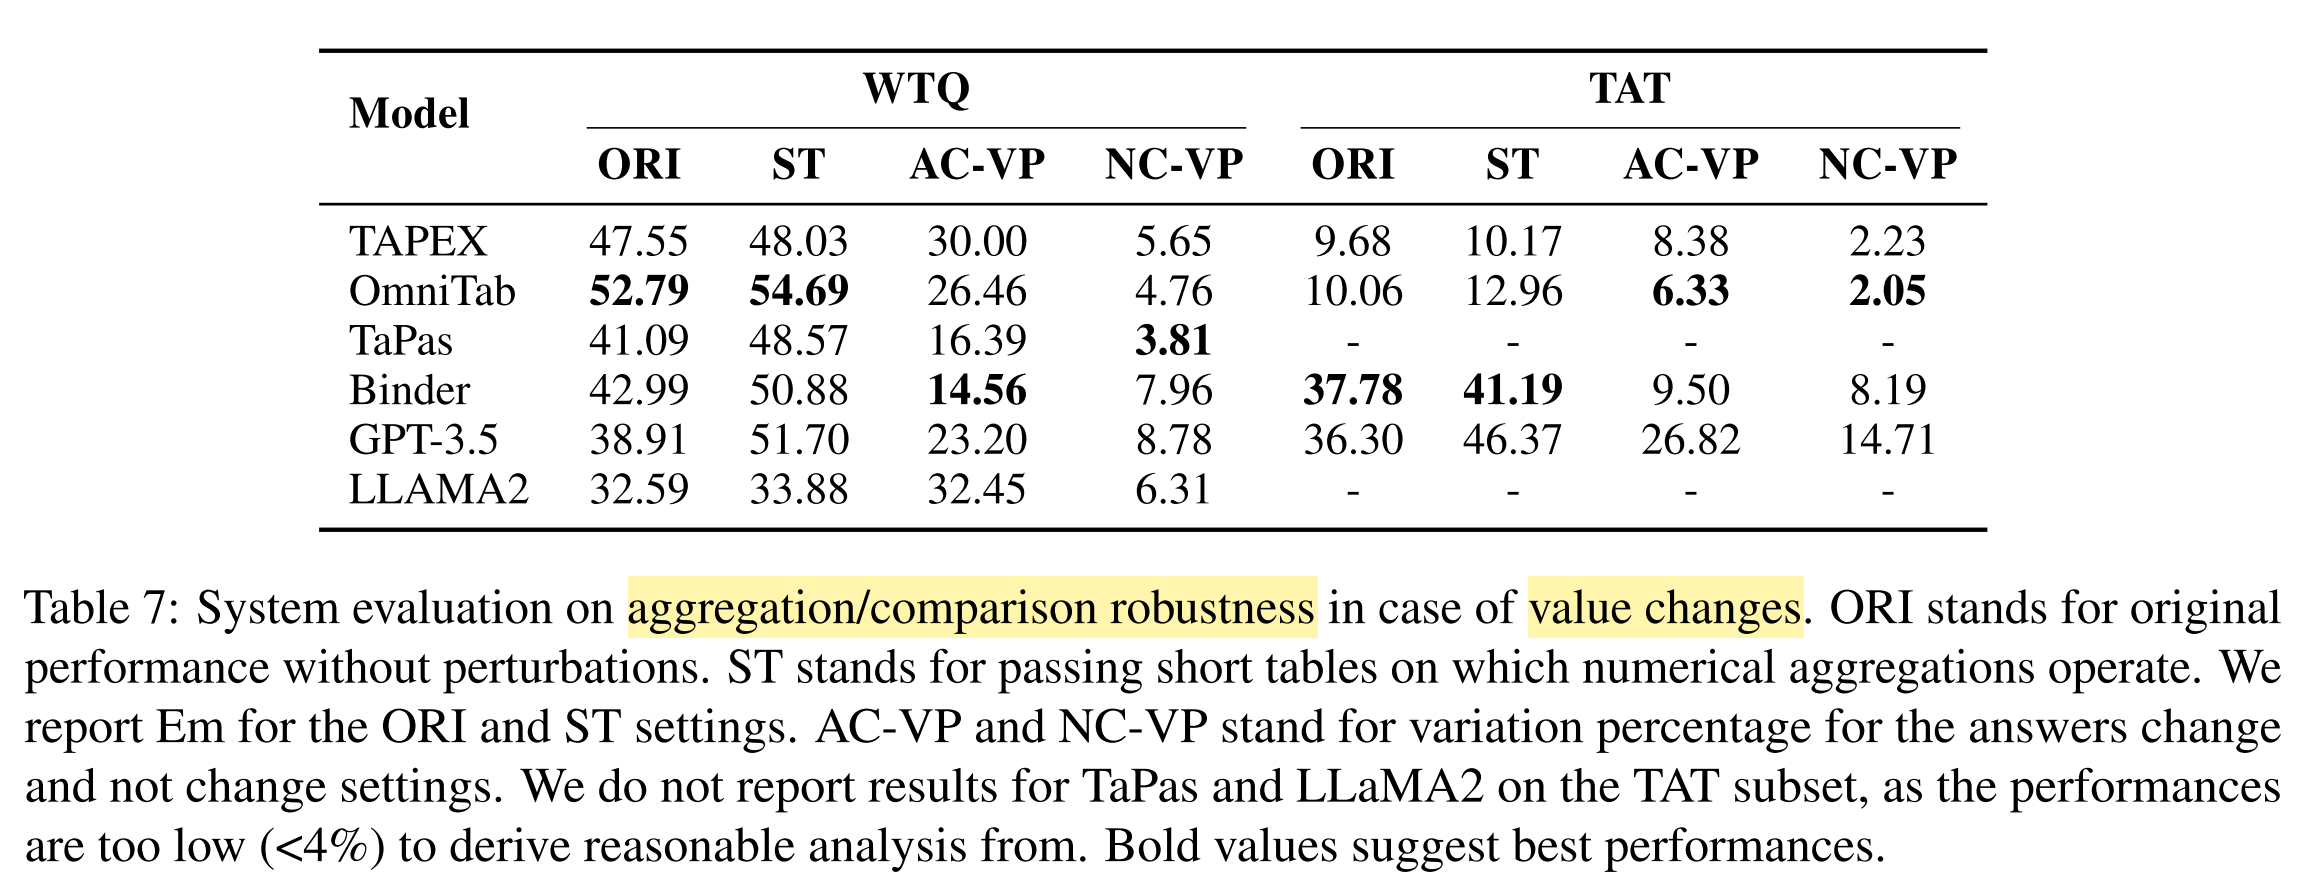 WTQ TAT
Model
ORI ST AC-VP NC-VP ORI ST AC-VP NC-VP
TAPEX 47.55 48.03 30.00 5.65 9.68 10.17 8.38 2.23
OmniTab 52.79 54.69 26.46 4.76 10.06 12.96 6.33 2.05
TaPas 41.09 48.57 16.39 3.81 - - - -
Binder 42.99 50.88 14.56 7.96 37.78 41.19 9.50 8.19
GPT-3.5 38.91 51.70 23.20 8.78 36.30 46.37 26.82 14.71
LLAMA2 32.59 33.88 32.45 6.31 - - - -
Table 7: System evaluation on aggregation/comparison robustness in case of value changes. ORI stands for original
performance without perturbations. ST stands for passing short tables on which numerical aggregations operate. We
report Em for the ORI and ST settings. AC-VP and NC-VP stand for variation percentage for the answers change
and not change settings. We do not report results for TaPas and LLaMA2 on the TAT subset, as the performances
are too low (<4%) to derive reasonable analysis from. Bold values suggest best performances.